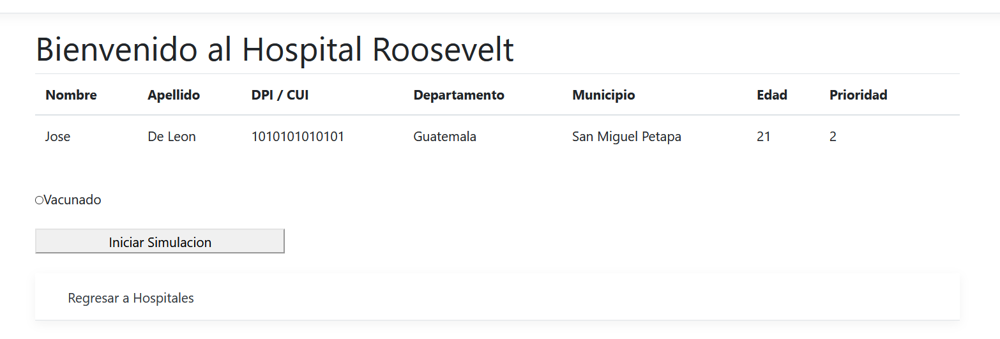 Bienvenido al Hospital Roosevelt
Nombre Apellido DPI / CUI Departamento Municipio Edad Prioridad
Jose De Leon 1010101010101 Guatemala San Miguel Petapa 21 2
Vacunado
Iniciar Simulacion
Regresar a Hospitales